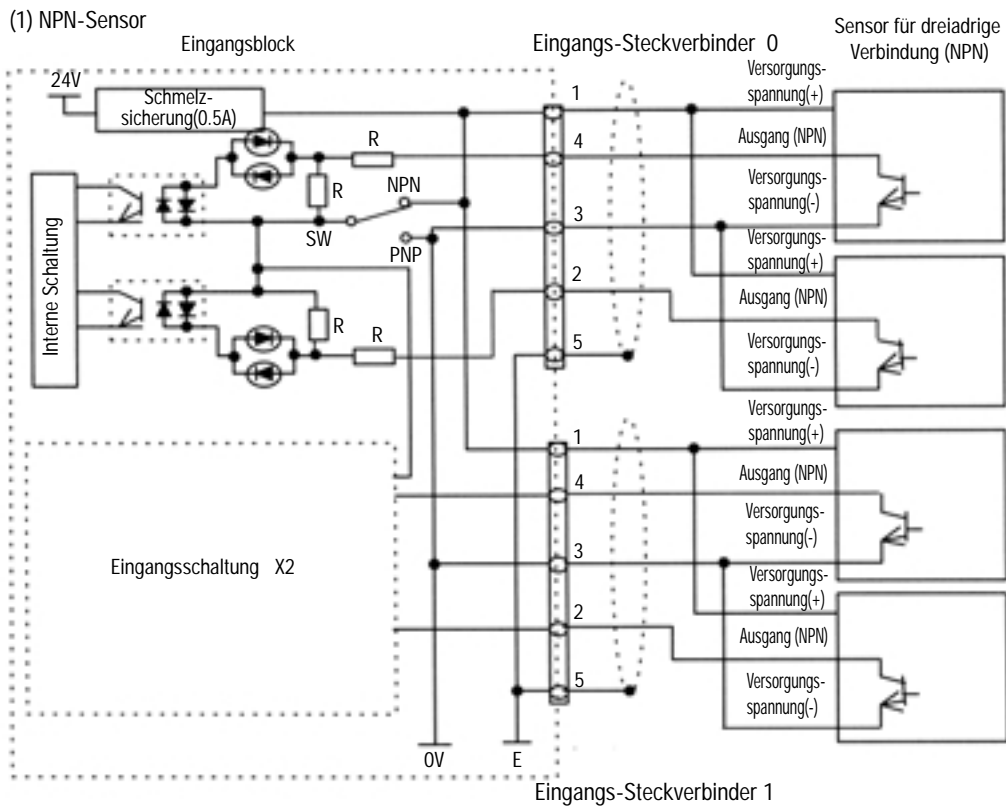 (1) NPN-Sensor
Eingangsblock
Eingangs-Steckverbinder 0
Sensor für dreiadrige
Verbindung (NPN)
24V
Schmelz-
sicherung(0.5A)
Interne Schaltung
R
R
NPN
SW
PNP
R
R
1
4
3
2
5
Versorgungs-
spannung(+)
Ausgang (NPN)
Versorgungs-
spannung(-)
Versorgungs-
spannung(+)
Ausgang (NPN)
Versorgungs-
spannung(-)
Eingangsschaltung X2
1
4
3
2
5
Versorgungs-
spannung(+)
Ausgang (NPN)
Versorgungs-
spannung(-)
Versorgungs-
spannung(+)
Ausgang (NPN)
Versorgungs-
spannung(-)
0V
E
Eingangs-Steckverbinder 1